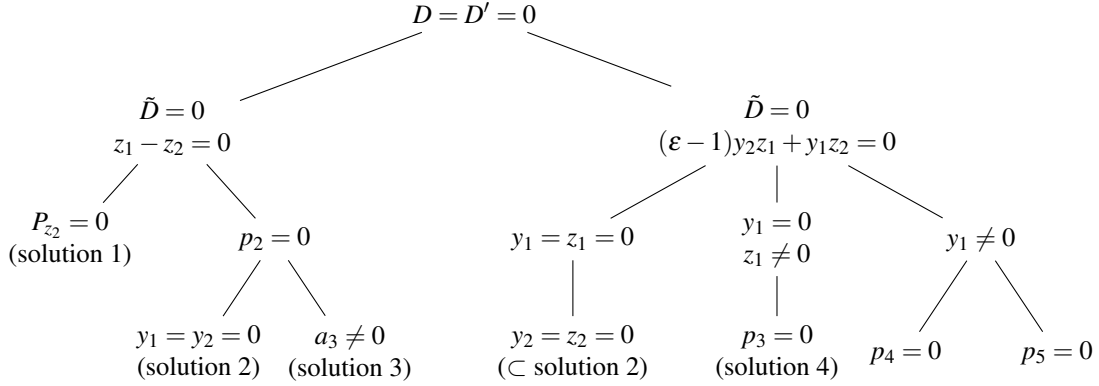 D = D′ = 0
D̃ = 0
z₁ − z₂ = 0
D̃ = 0
(ε − 1)y₂z₁ + y₁z₂ = 0
P_{z₂} = 0
(solution 1)
p₂ = 0
y₁ = z₁ = 0
y₁ = 0
z₁ ≠ 0
y₁ ≠ 0
y₁ = y₂ = 0
(solution 2)
a₃ ≠ 0
(solution 3)
y₂ = z₂ = 0
(⊂ solution 2)
p₃ = 0
(solution 4)
p₄ = 0
p₅ = 0